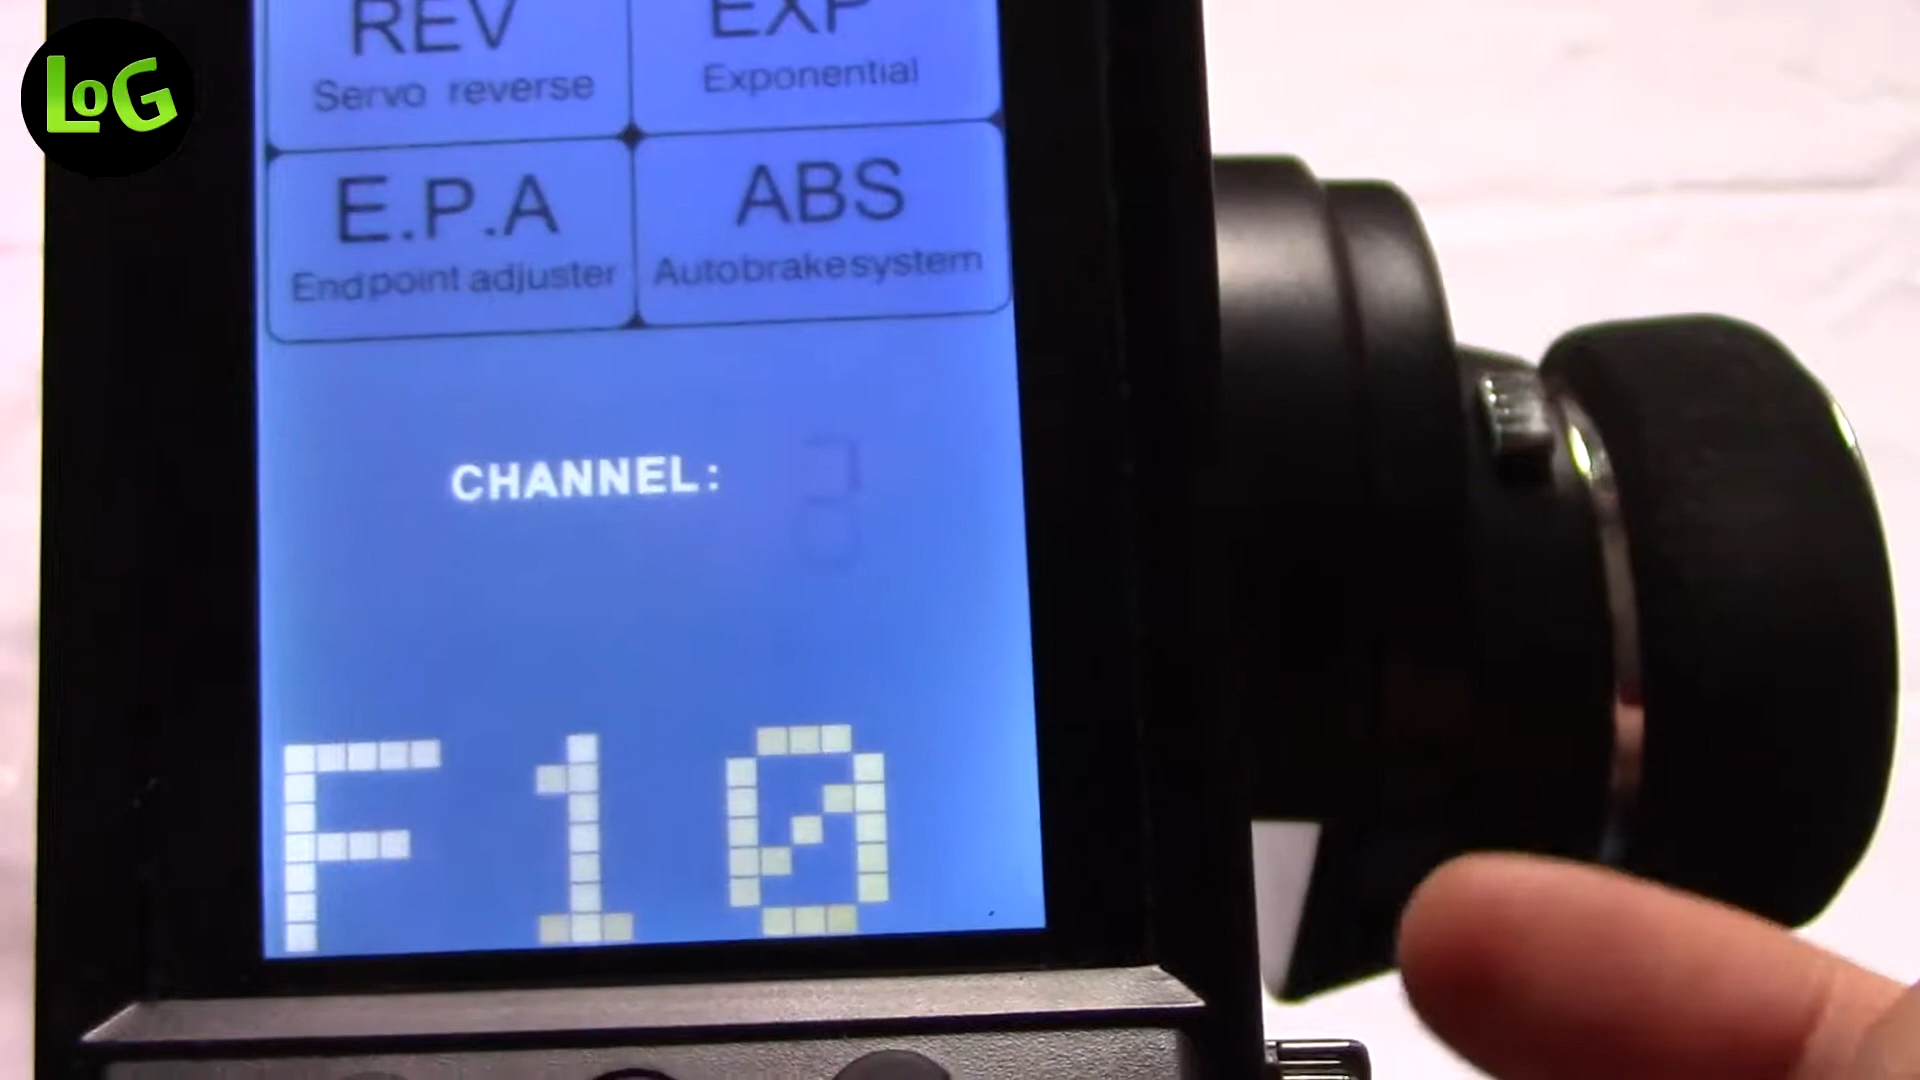 LOG
REV
Servo reverse
EXP
Exponential
E.P.A
Endpoint adjuster
ABS
Autobrakesystem
CHANNEL:
F10